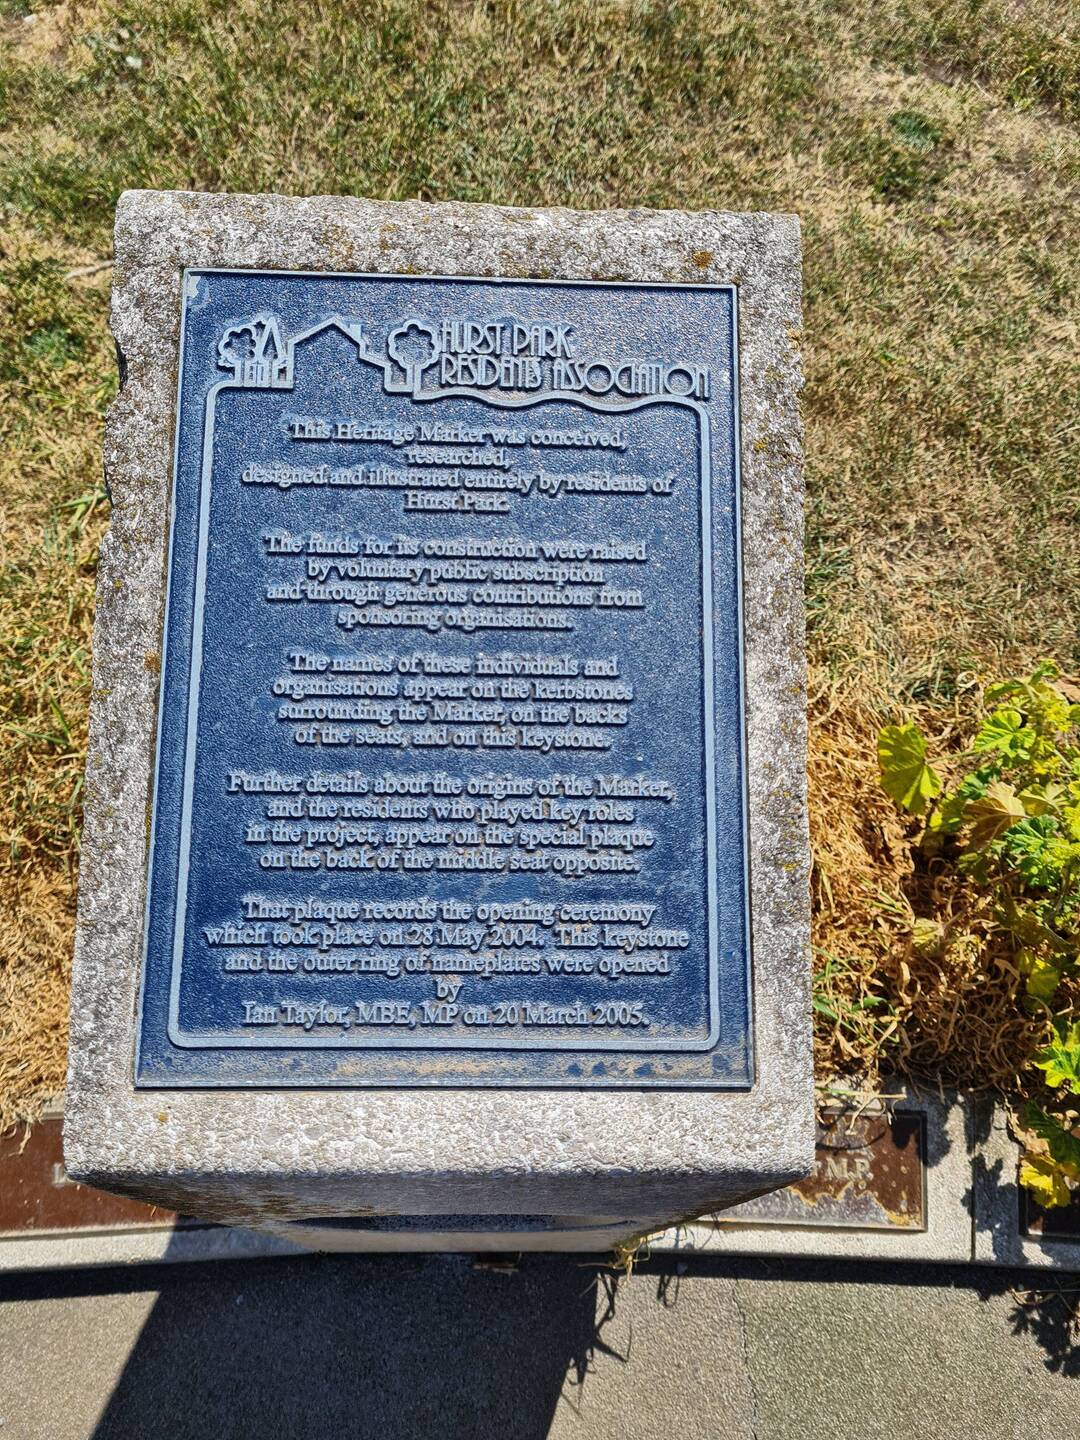 HURST PARK
RESIDENTS ASSOCIATION
This Heritage Marker was conceived,
researched,
designed and illustrated entirely by residents of
Hurst Park.
The funds for its construction were raised
by voluntary public subscription
and through generous contributions from
sponsoring organisations.
The names of these individuals and
organisations appear on the kerbstones
surrounding the Marker, on the backs
of the seats, and on this keystone.
Further details about the origins of the Marker,
and the residents who played key roles
in the project, appear on the special plaque
on the back of the middle seat opposite.
That plaque records the opening ceremony
which took place on 28 May 2004. This keystone
and the outer ring of nameplates were opened
by
Ian Taylor, MBE, MP on 20 March 2005.
MP